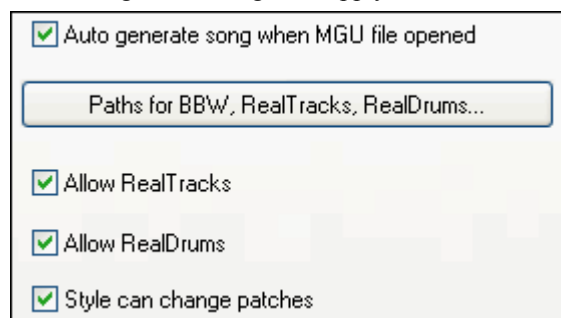 Auto generate song when MGU file opened
Paths for BBW, RealTracks, RealDrums...
Allow RealTracks
Allow RealDrums
Style can change patches